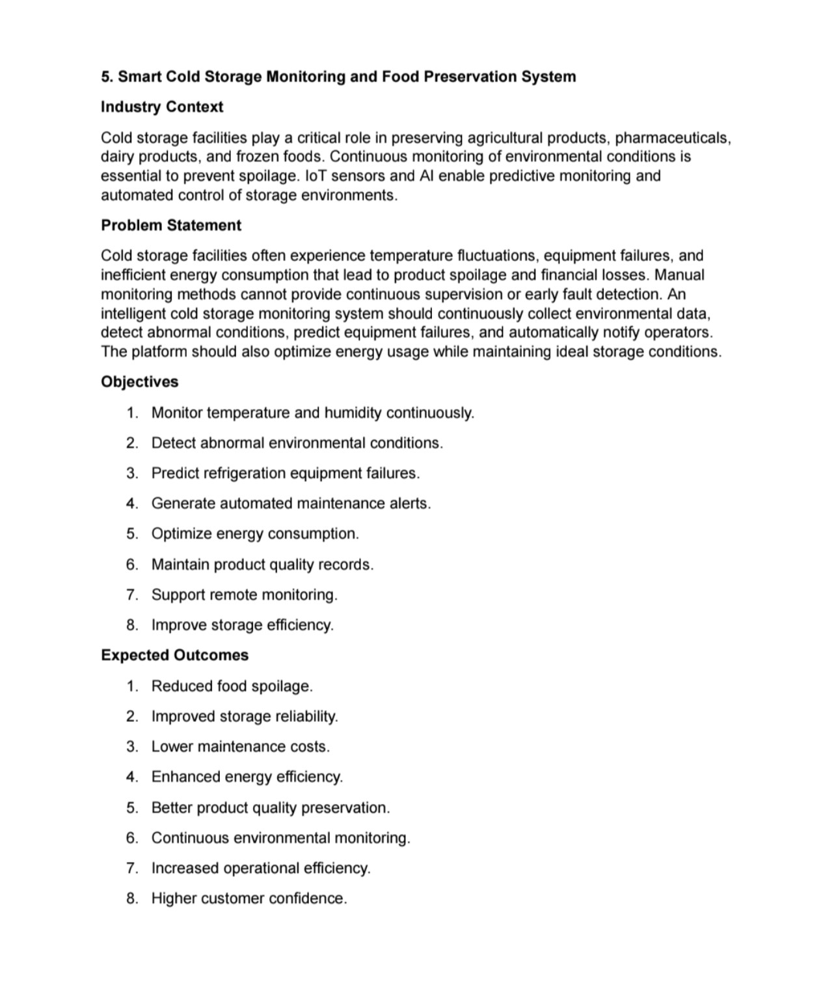 5. Smart Cold Storage Monitoring and Food Preservation System
Industry Context
Cold storage facilities play a critical role in preserving agricultural products, pharmaceuticals,
dairy products, and frozen foods. Continuous monitoring of environmental conditions is
essential to prevent spoilage. IoT sensors and AI enable predictive monitoring and
automated control of storage environments.
Problem Statement
Cold storage facilities often experience temperature fluctuations, equipment failures, and
inefficient energy consumption that lead to product spoilage and financial losses. Manual
monitoring methods cannot provide continuous supervision or early fault detection. An
intelligent cold storage monitoring system should continuously collect environmental data,
detect abnormal conditions, predict equipment failures, and automatically notify operators.
The platform should also optimize energy usage while maintaining ideal storage conditions.
Objectives
1. Monitor temperature and humidity continuously.
2. Detect abnormal environmental conditions.
3. Predict refrigeration equipment failures.
4. Generate automated maintenance alerts.
5. Optimize energy consumption.
6. Maintain product quality records.
7. Support remote monitoring.
8. Improve storage efficiency.
Expected Outcomes
1. Reduced food spoilage.
2. Improved storage reliability.
3. Lower maintenance costs.
4. Enhanced energy efficiency.
5. Better product quality preservation.
6. Continuous environmental monitoring.
7. Increased operational efficiency.
8. Higher customer confidence.